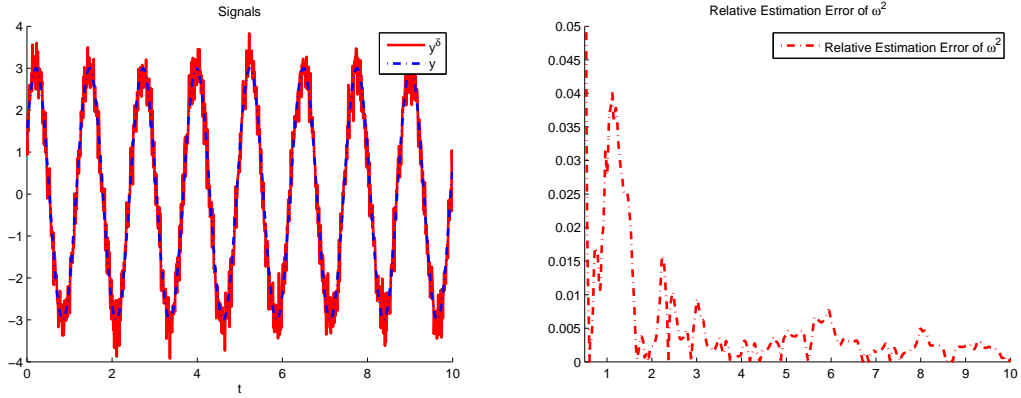 Signals
4
3
2
1
0
−1
−2
−3
−4
0 2 4 6 8 10
t
y^δ
y
Relative Estimation Error of ω²
0.05
0.045
0.04
0.035
0.03
0.025
0.02
0.015
0.01
0.005
0
1 2 3 4 5 6 7 8 9 10
Relative Estimation Error of ω²